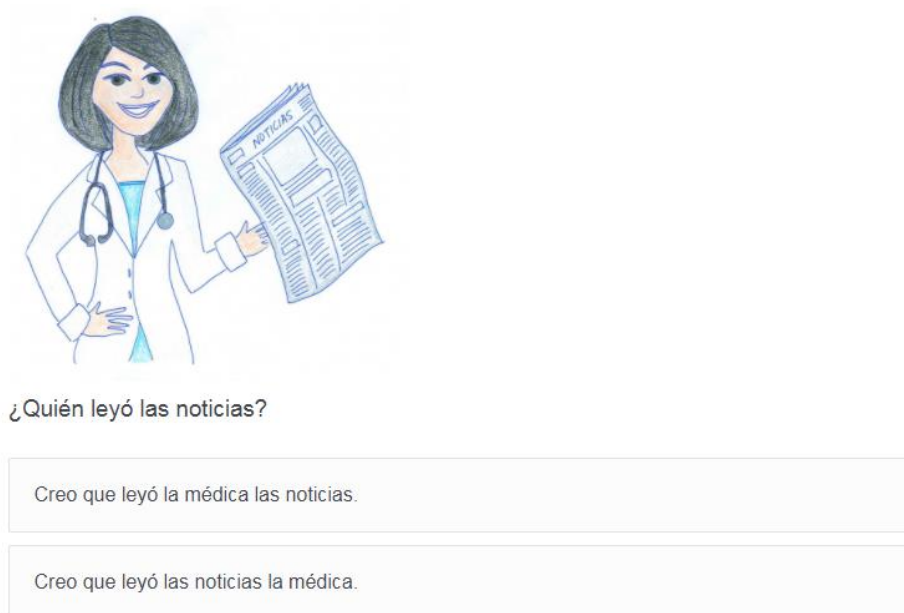 NOTICIAS
¿Quién leyó las noticias?
Creo que leyó la médica las noticias.
Creo que leyó las noticias la médica.